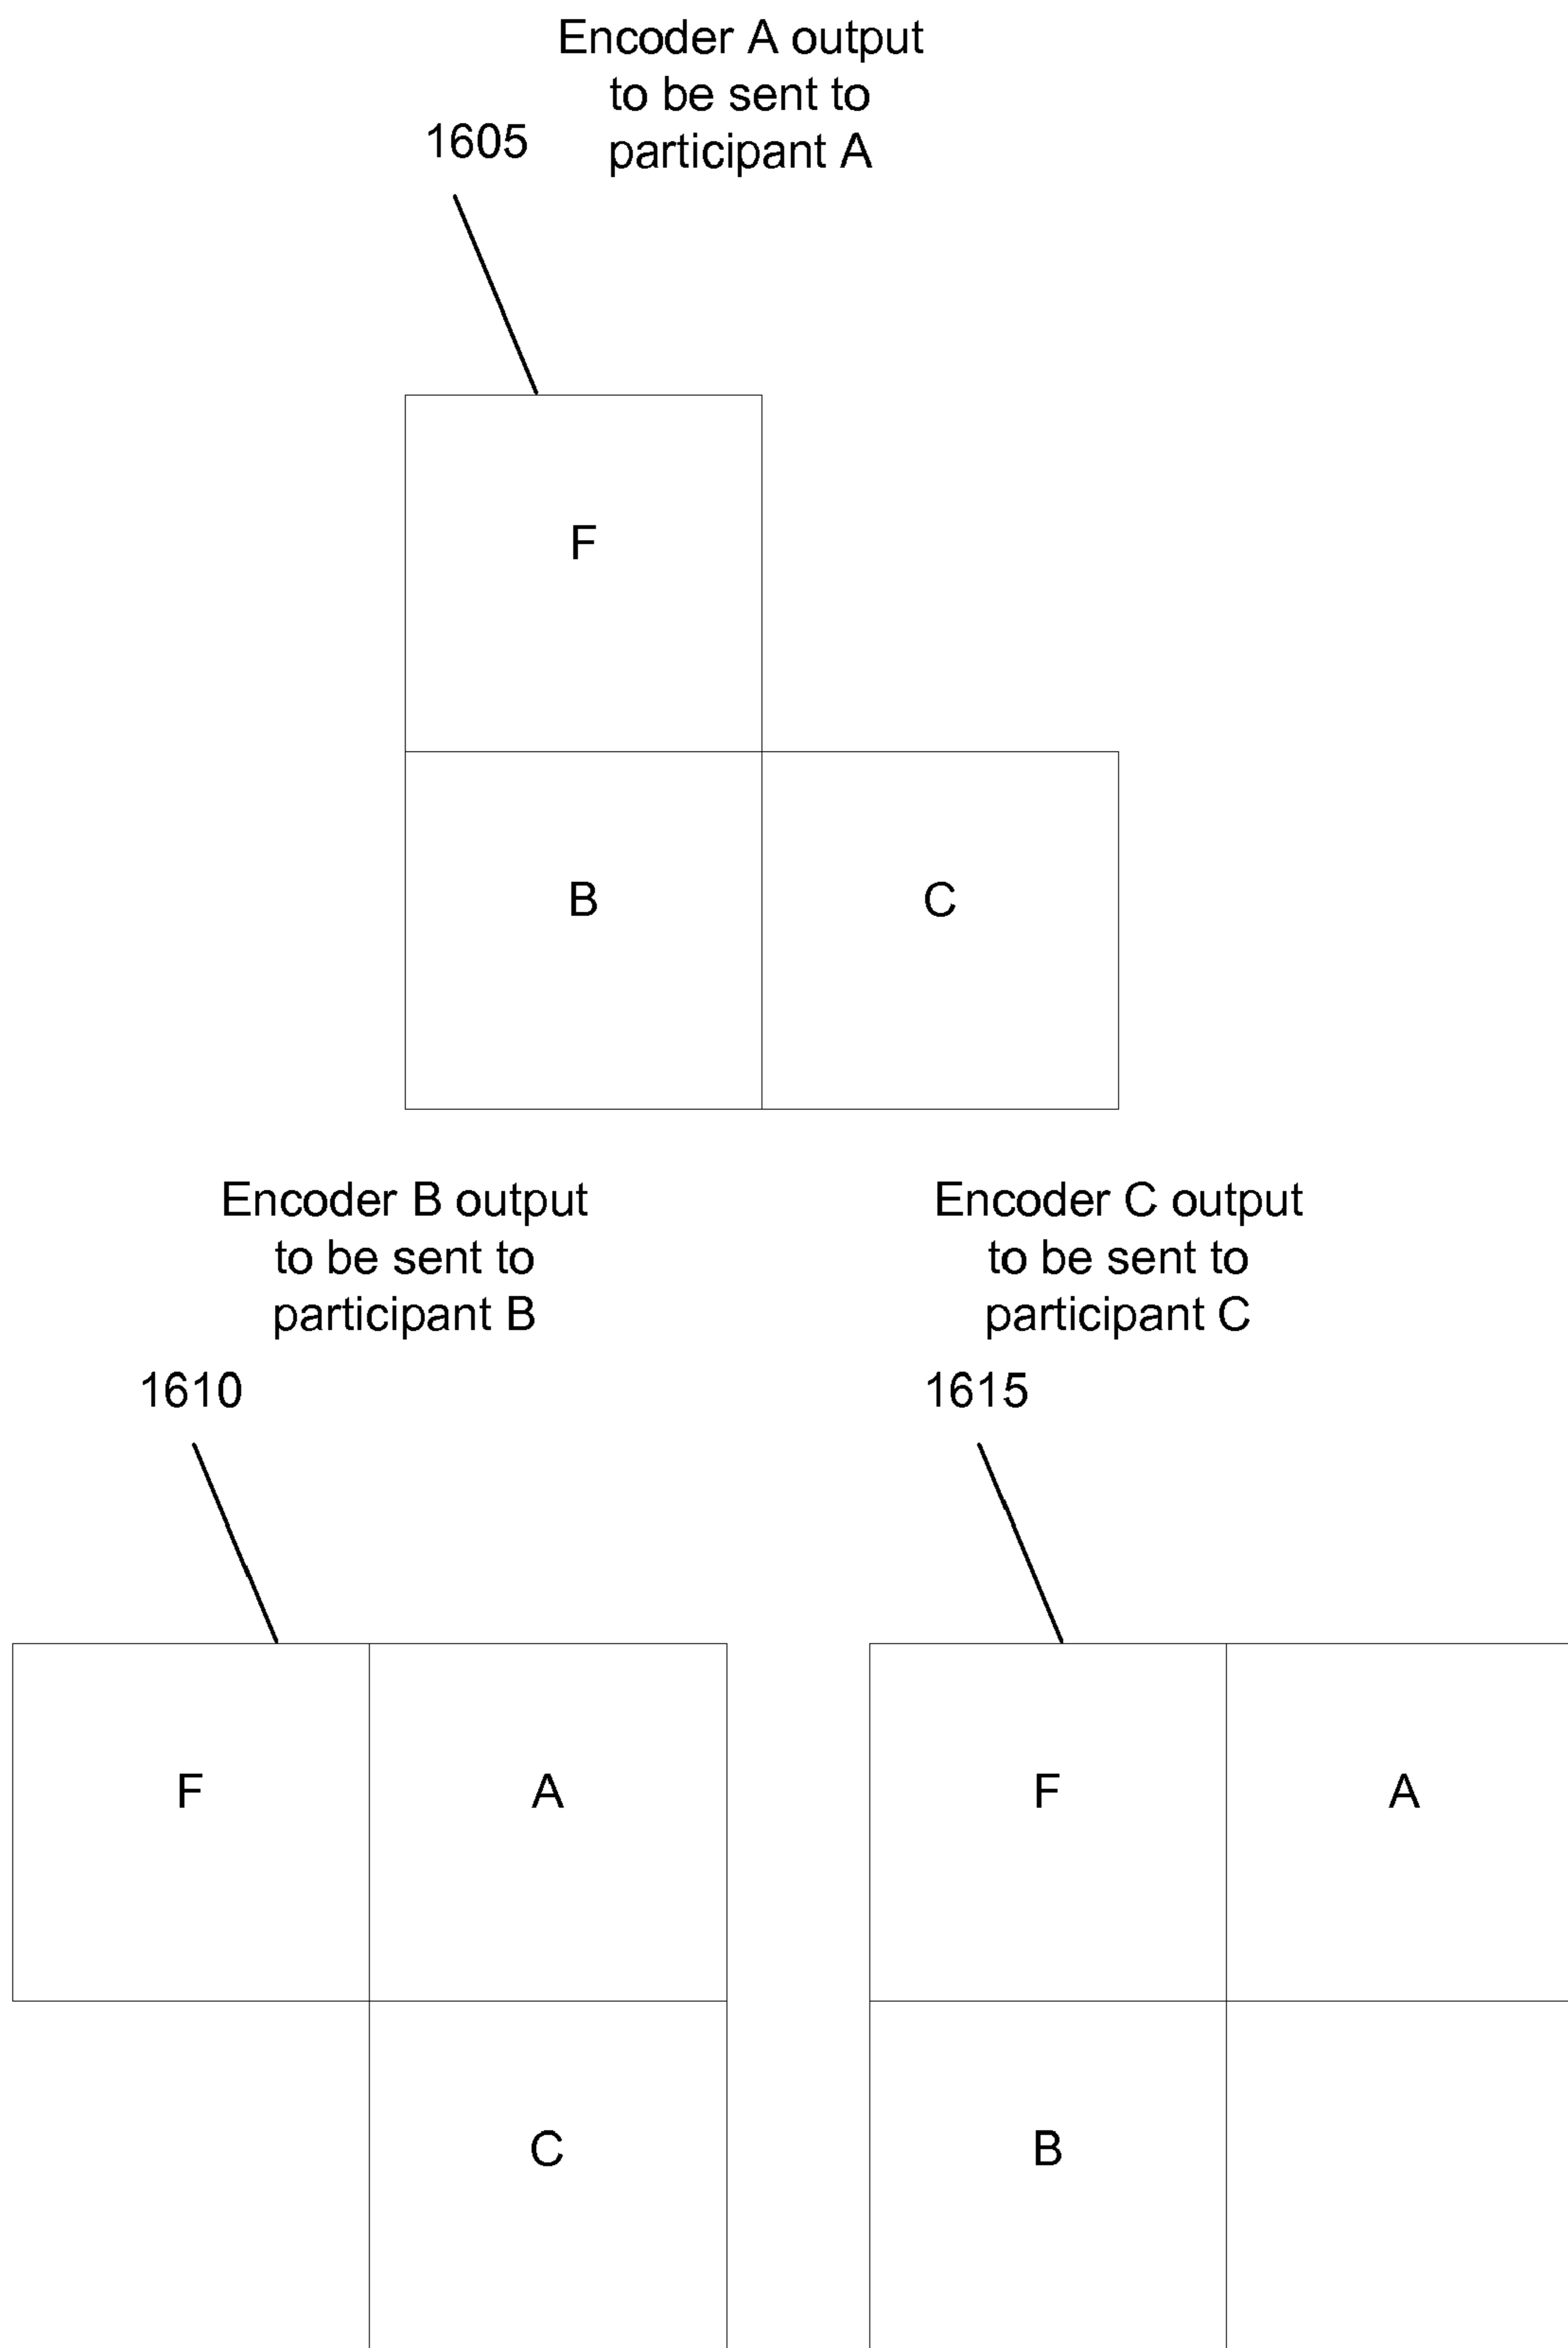 Encoder A output
to be sent to
participant A
1605
F
B C
Encoder B output
to be sent to
participant B
Encoder C output
to be sent to
participant C
1610
1615
F A
C
F A
B